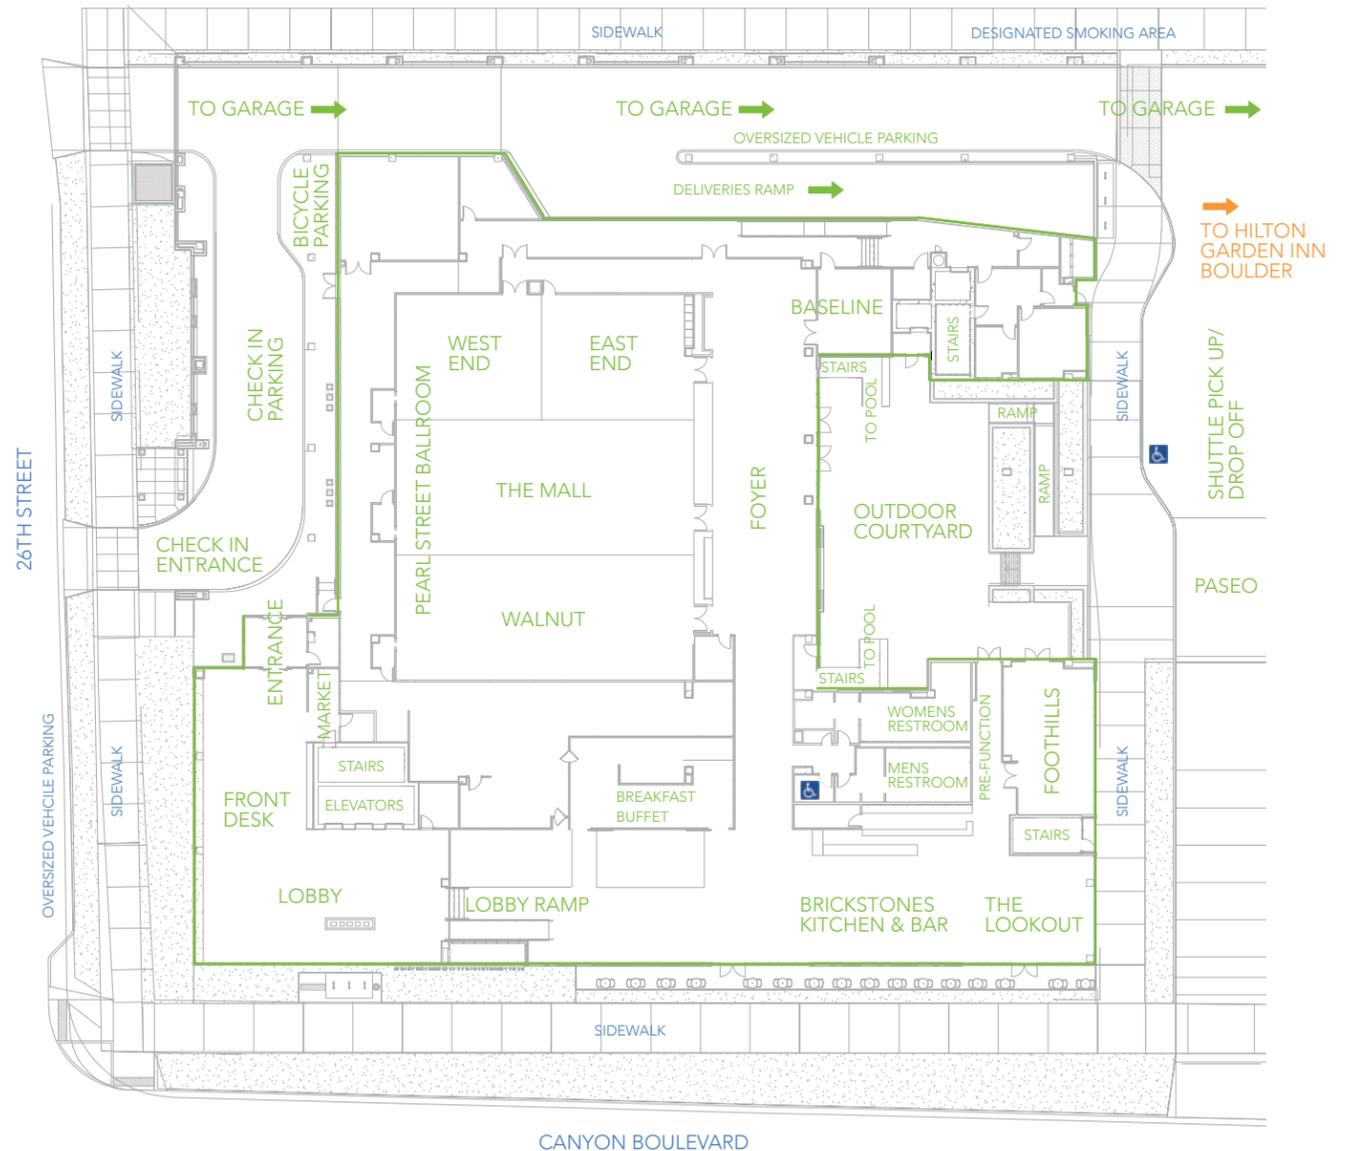 SIDEWALK
DESIGNATED SMOKING AREA
TO GARAGE
TO GARAGE
TO GARAGE
OVERSIZED VEHICLE PARKING
BICYCLE
PARKING
DELIVERIES RAMP
TO HILTON
GARDEN INN
BOULDER
BASELINE
WEST
END
EAST
END
STAIRS
STAIRS
SIDEWALK
CHECK IN
PARKING
PEARL STREET BALLROOM
TO POOL
RAMP
SIDEWALK
SHUTTLE PICK UP/
DROP OFF
26TH STREET
THE MALL
FOYER
RAMP
OUTDOOR
COURTYARD
CHECK IN
ENTRANCE
PASEO
WALNUT
TO POOL
ENTRANCE
STAIRS
MARKET
WOMENS
RESTROOM
PRE-FUNCTION
FOOTHILLS
OVERSIZED VEHCILE PARKING
SIDEWALK
STAIRS
MENS
RESTROOM
SIDEWALK
FRONT
DESK
ELEVATORS
BREAKFAST
BUFFET
STAIRS
LOBBY
LOBBY RAMP
BRICKSTONES
KITCHEN & BAR
THE
LOOKOUT
SIDEWALK
CANYON BOULEVARD